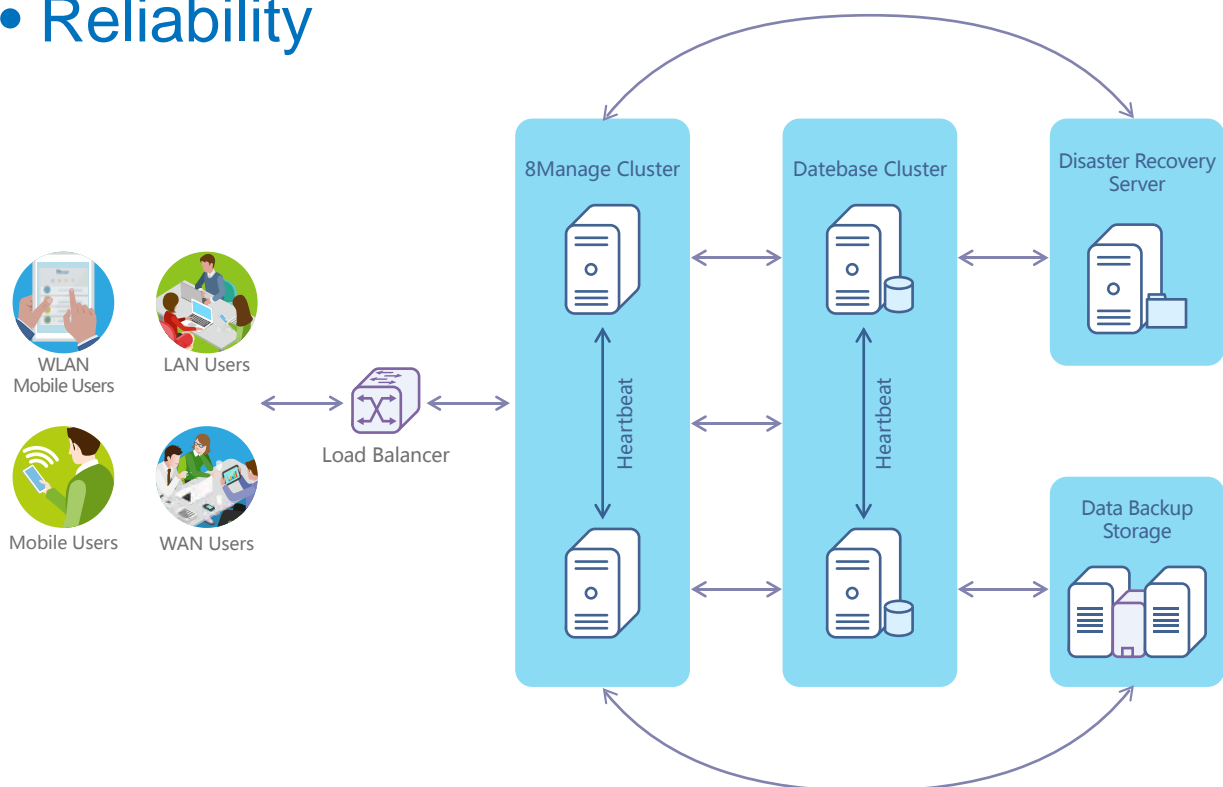 • Reliability
8Manage Cluster
Datebase Cluster
Disaster Recovery
Server
WLAN
Mobile Users
LAN Users
Load Balancer
Heartbeat
Heartbeat
Mobile Users
WAN Users
Data Backup
Storage